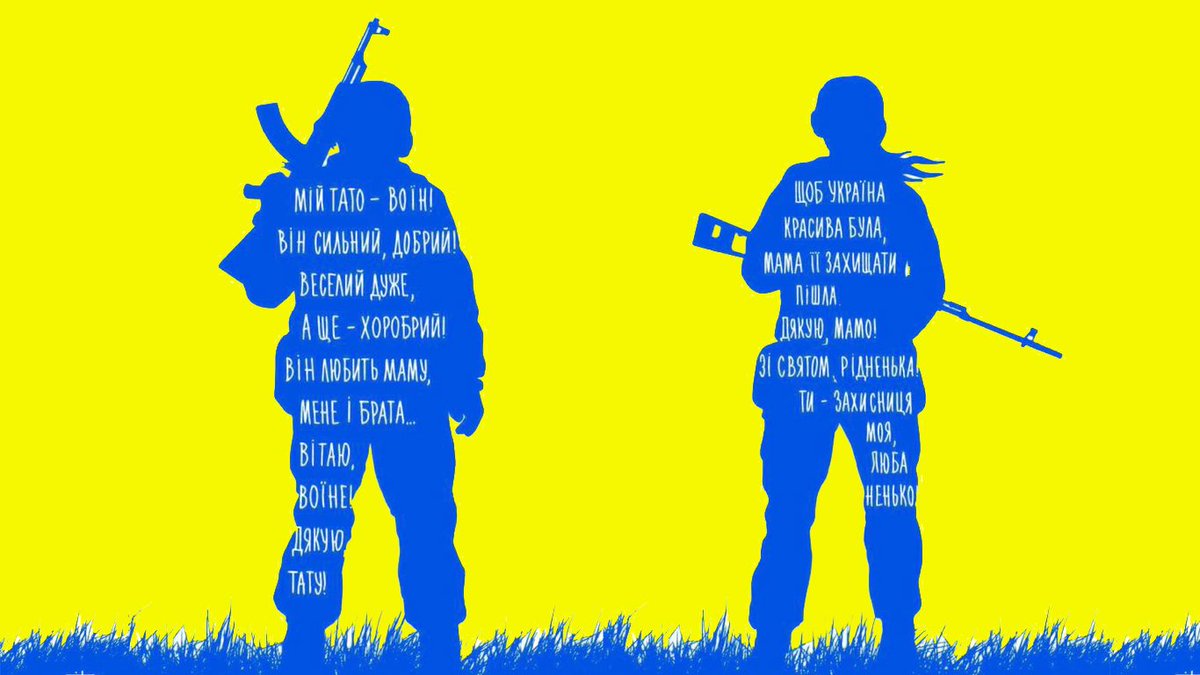 МІЙ ТАТО – ВОЇН!
ВІН СИЛЬНИЙ, ДОБРИЙ!
ВЕСЕЛИЙ ДУЖЕ,
А ЩЕ – ХОРОБРИЙ!
ВІН ЛЮБИТЬ МАМУ,
МЕНЕ І БРАТА...
ВІТАЮ,
ВОЇНЕ!
ДЯКУЮ,
ТАТУ!
ЩОБ УКРАЇНА
КРАСИВА БУЛА,
МАМА ЇЇ ЗАХИЩАТИ
ПІШЛА.
ДЯКУЮ, МАМО!
ЗІ СВЯТОМ, РІДНЕНЬКА!
ТИ – ЗАХИСНИЦЯ
МОЯ,
ЛЮБА
НЕНЬКО!